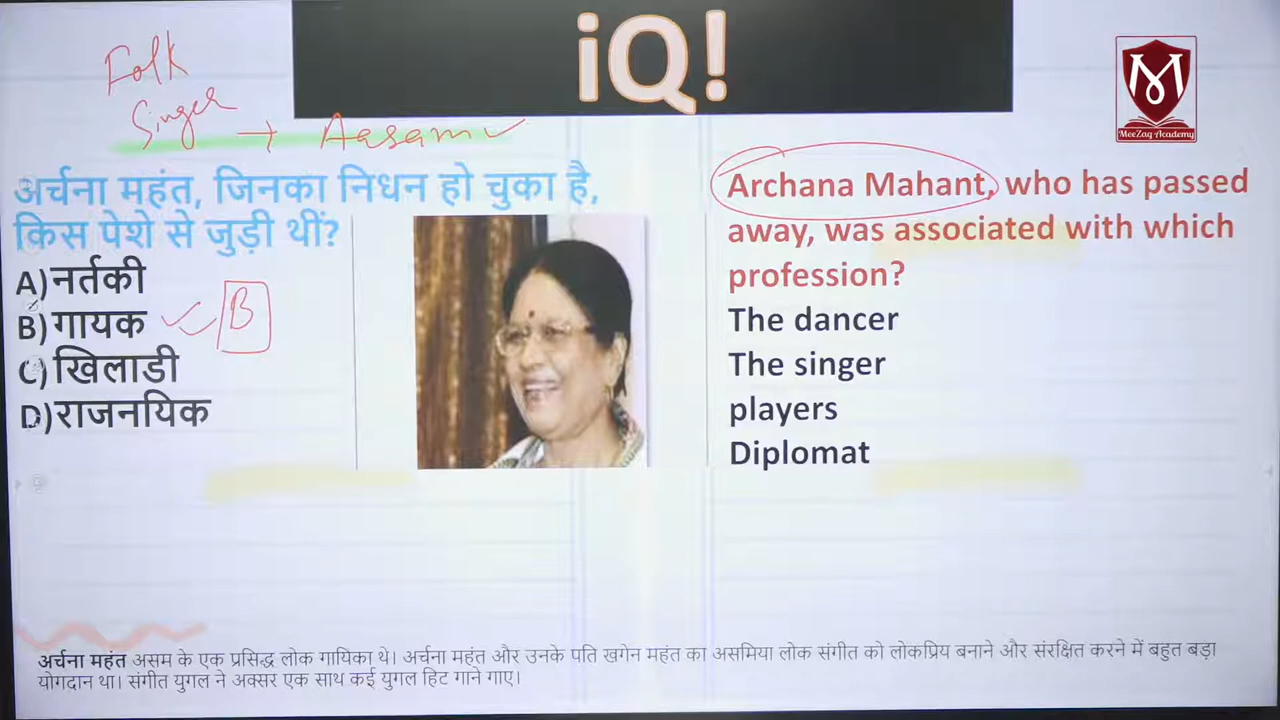 iQ!
MeeZaq Academy
Folk
Singer
→ Aasam
अर्चना महंत, जिनका निधन हो चुका है,
किस पेशे से जुड़ी थीं?
A)नर्तकी
B)गायक
B
C)खिलाडी
D)राजनयिक
Archana Mahant, who has passed
away, was associated with which
profession?
The dancer
The singer
players
Diplomat
अर्चना महंत असम के एक प्रसिद्ध लोक गायिका थे। अर्चना महंत और उनके पति खगेन महंत का असमिया लोक संगीत को लोकप्रिय बनाने और संरक्षित करने में बहुत बड़ा
योगदान था। संगीत युगल ने अक्सर एक साथ कई युगल हिट गाने गाए।